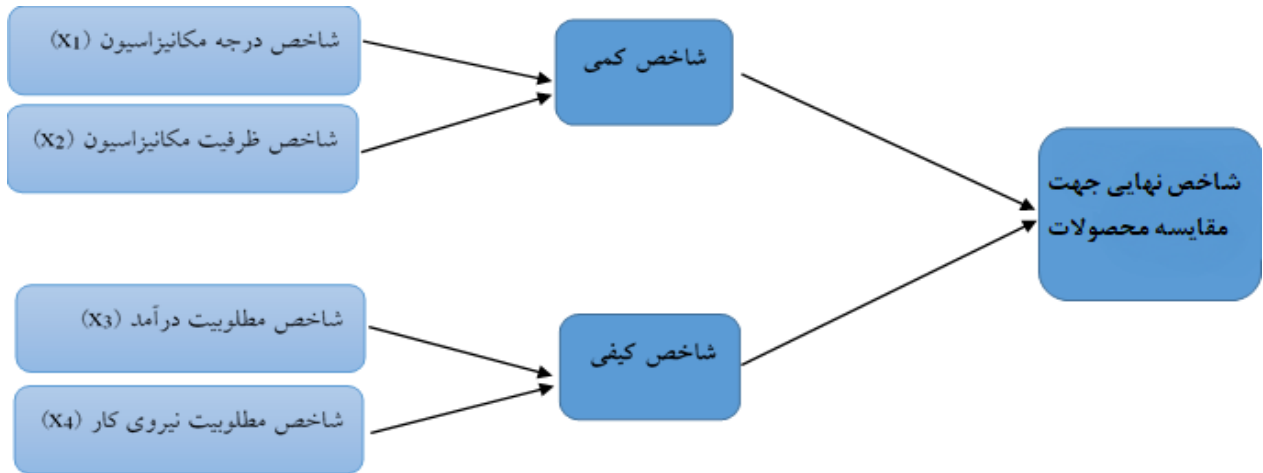 شاخص درجه مکانیزاسیون (X1)
شاخص ظرفیت مکانیزاسیون (X2)
شاخص کمی
شاخص نهایی جهت
مقایسه محصولات
شاخص مطلوبیت درآمد (X3)
شاخص مطلوبیت نیروی کار (X4)
شاخص کیفی